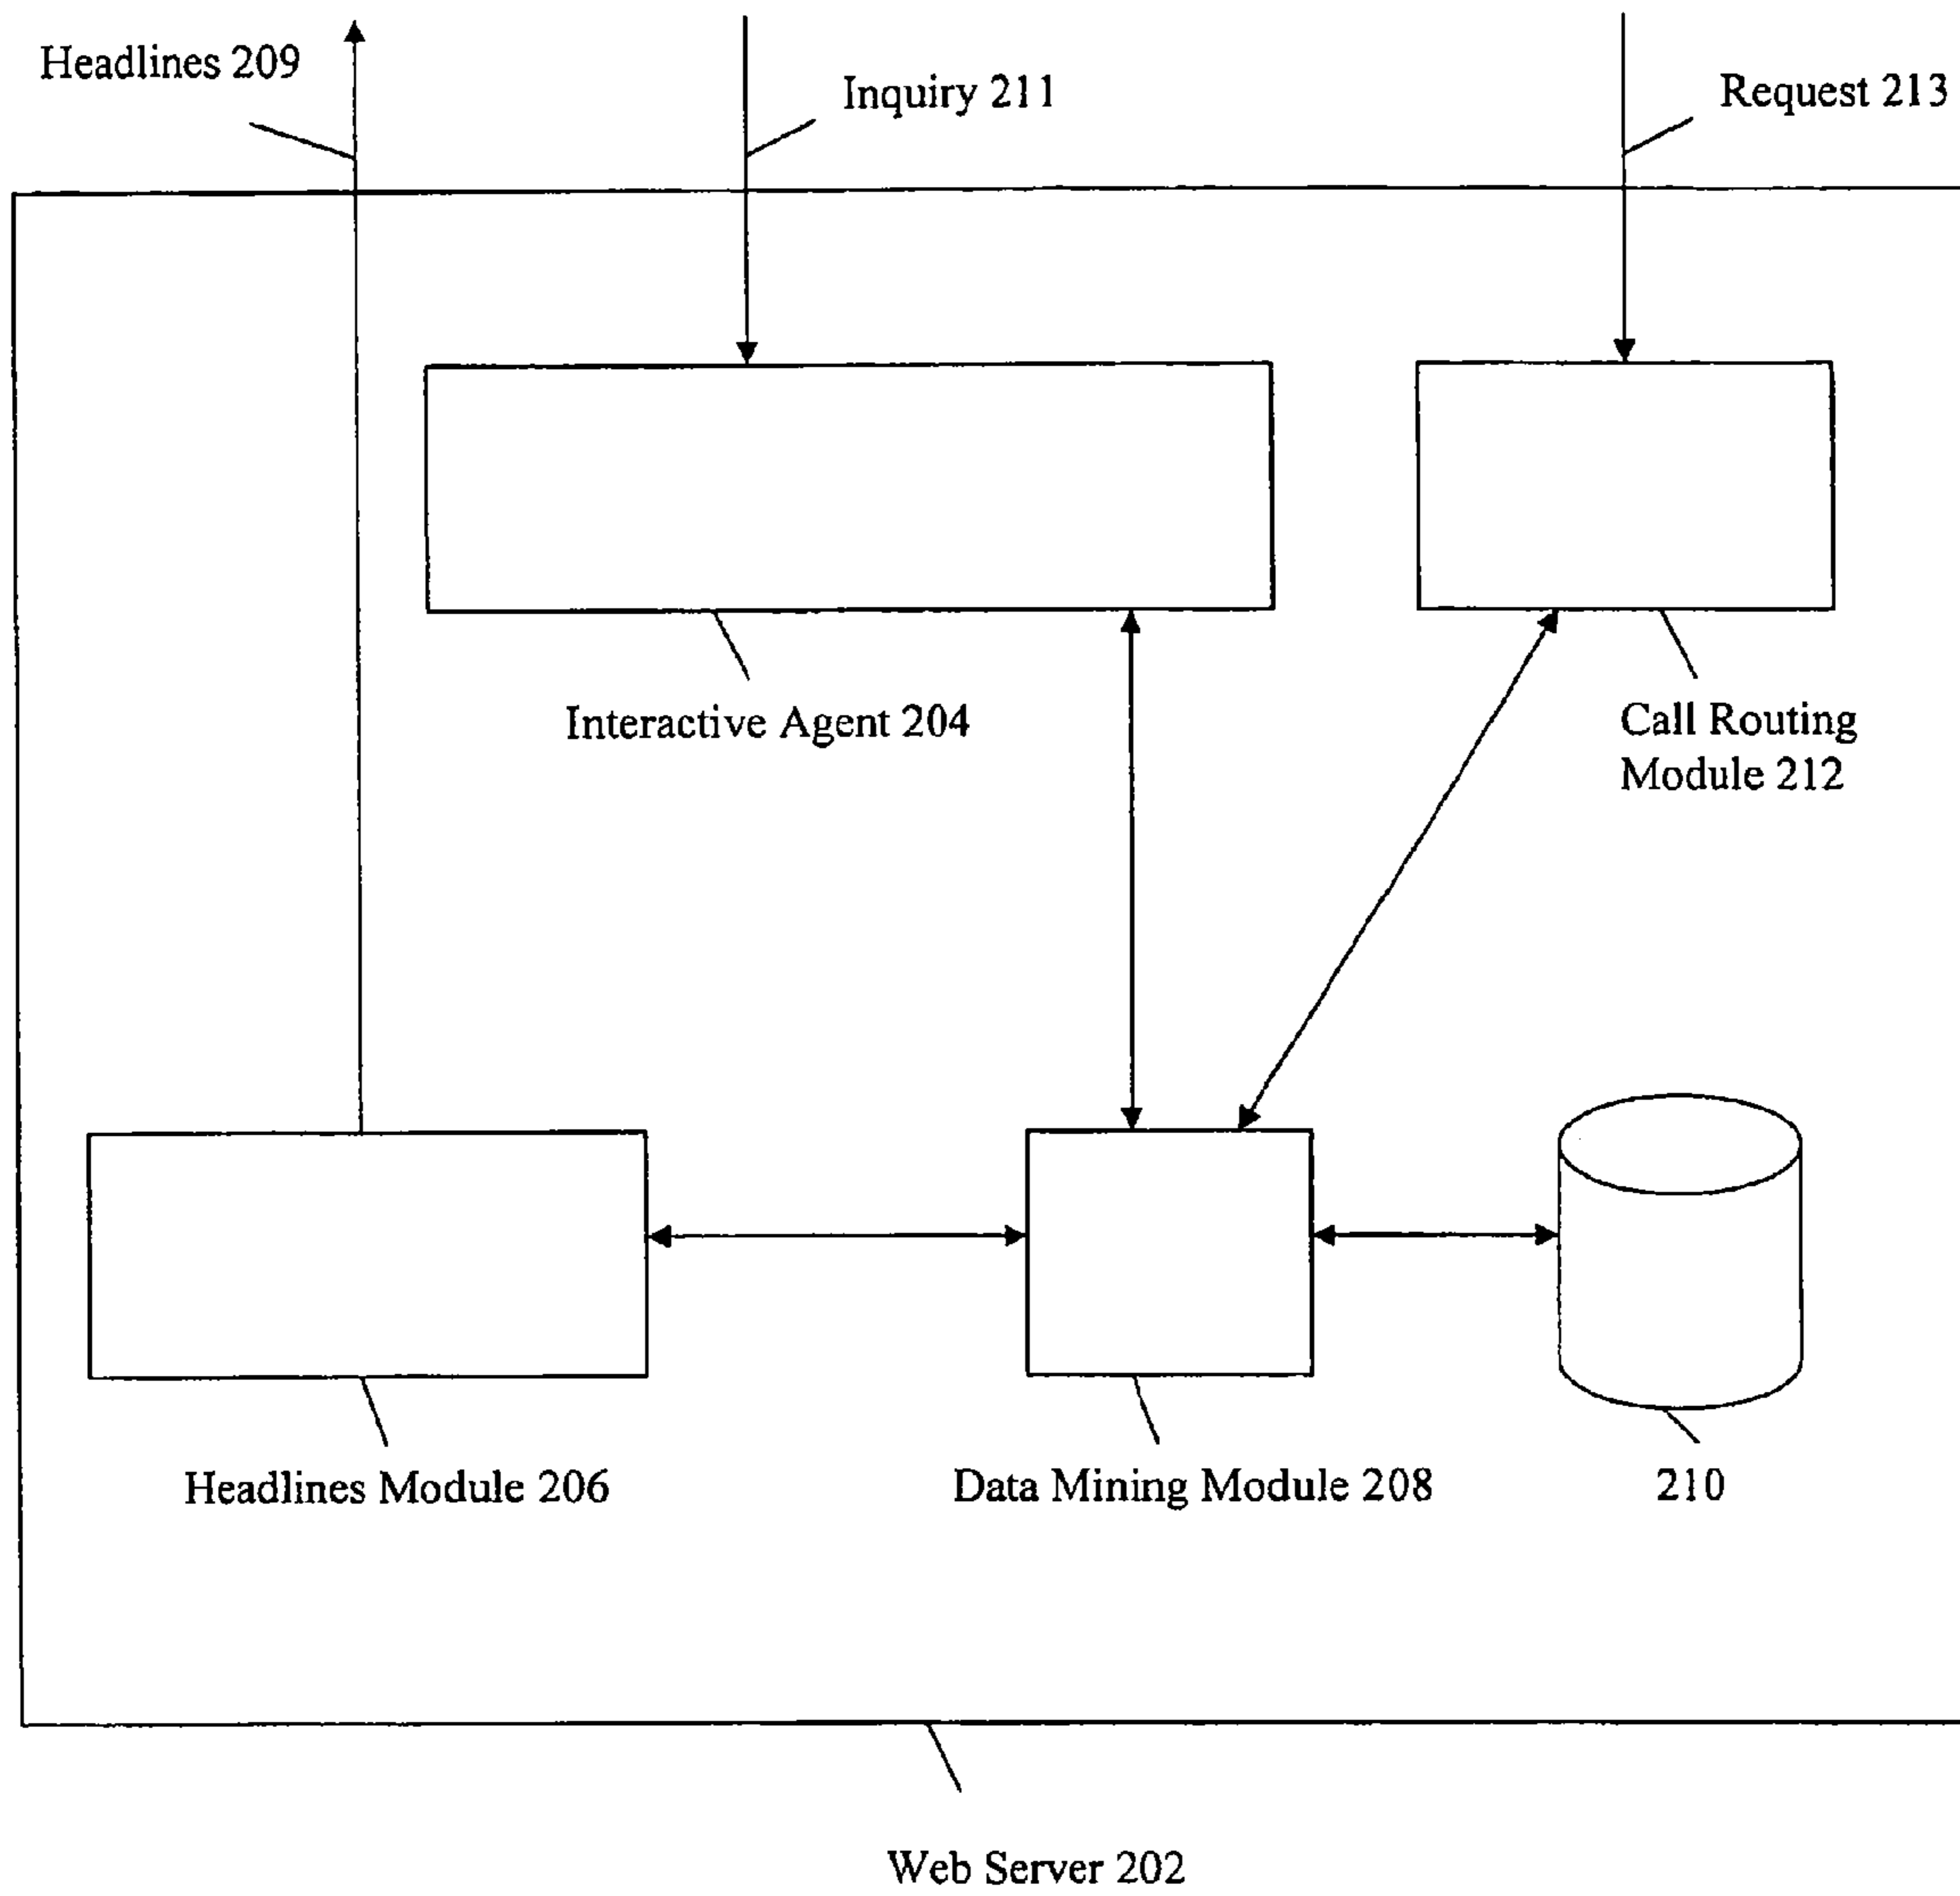 Headlines 209
Inquiry 211
Request 213
Interactive Agent 204
Call Routing
Module 212
Headlines Module 206
Data Mining Module 208
210
Web Server 202